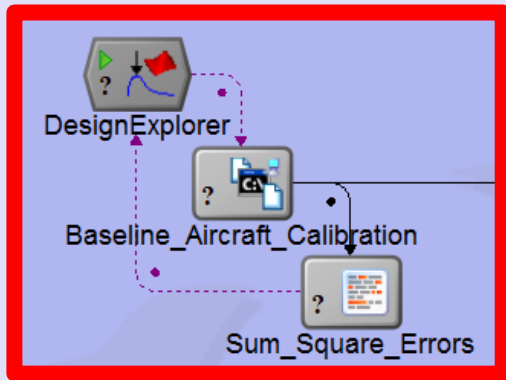 ?
DesignExplorer
C:\
?
Baseline_Aircraft_Calibration
?
Sum_Square_Errors